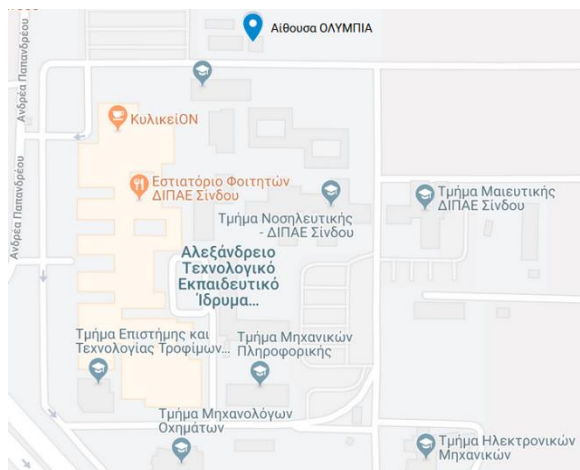 Αίθουσα ΟΛΥΜΠΙΑ
Ανδρέα Παπανδρέου
ΚυλικείΟΝ
Εστιατόριο Φοιτητών
ΔΙΠΑΕ Σίνδου
Τμήμα Μαιευτικής
ΔΙΠΑΕ Σίνδου
Τμήμα Νοσηλευτικής
- ΔΙΠΑΕ Σίνδου
Ανδρέα Παπανδρέου
Αλεξάνδρειο
Τεχνολογικό
Εκπαιδευτικό
Ίδρυμα...
Τμήμα Επιστήμης και
Τεχνολογίας Τροφίμων...
Τμήμα Μηχανικών
Πληροφορικής
Τμήμα Μηχανολόγων
Οχημάτων
Τμήμα Ηλεκτρονικών
Μηχανικών